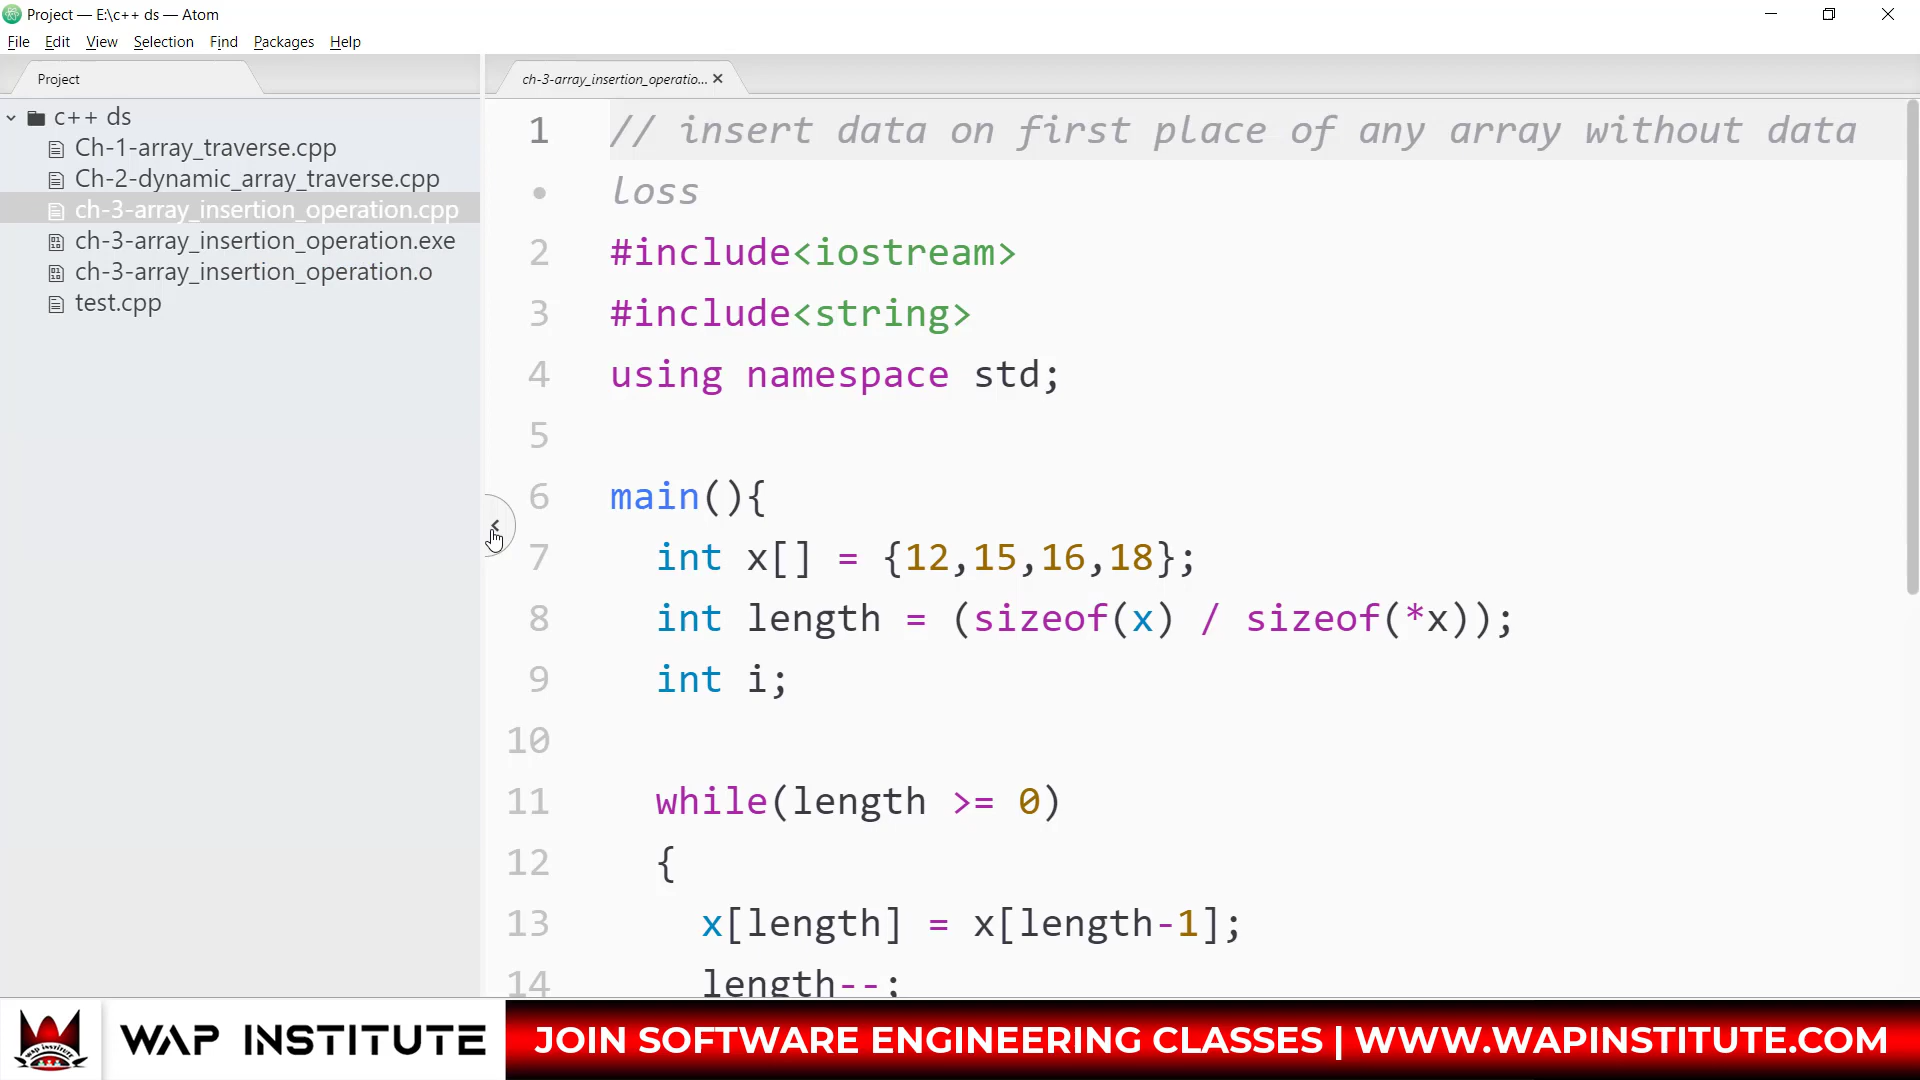 Project — E:\c++ ds — Atom
File Edit View Selection Find Packages Help
Project
c++ ds
Ch-1-array_traverse.cpp
Ch-2-dynamic_array_traverse.cpp
ch-3-array_insertion_operation.cpp
ch-3-array_insertion_operation.exe
ch-3-array_insertion_operation.o
test.cpp
ch-3-array_insertion_operatio...
1 // insert data on first place of any array without data
• loss
2 #include<iostream>
3 #include<string>
4 using namespace std;
5
6 main(){
7 int x[] = {12,15,16,18};
8 int length = (sizeof(x) / sizeof(*x));
9 int i;
10
11 while(length >= 0)
12 {
13 x[length] = x[length-1];
14 length--;
WAP INSTITUTE
JOIN SOFTWARE ENGINEERING CLASSES | WWW.WAPINSTITUTE.COM